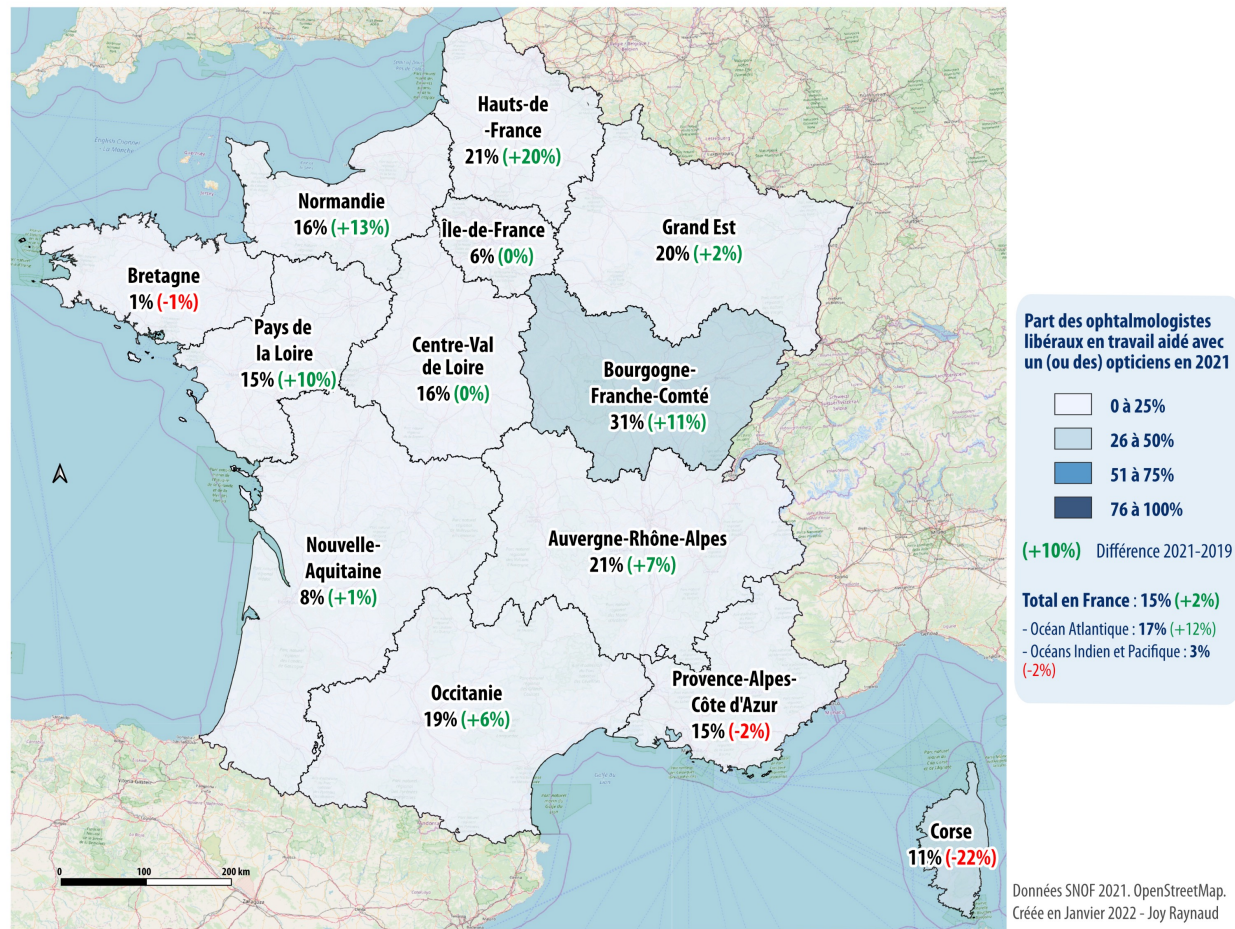 Hauts-de
-France
21% (+20%)
Normandie
16% (+13%)
Île-de-France
6% (0%)
Grand Est
20% (+2%)
Bretagne
1% (-1%)
Pays de
la Loire
15% (+10%)
Centre-Val
de Loire
16% (0%)
Bourgogne-
Franche-Comté
31% (+11%)
Nouvelle-
Aquitaine
8% (+1%)
Auvergne-Rhône-Alpes
21% (+7%)
Occitanie
19% (+6%)
Provence-Alpes-
Côte d'Azur
15% (-2%)
Corse
11% (-22%)
English Channel
- La Manche
0 100 200 km
Part des ophtalmologistes
libéraux en travail aidé avec
un (ou des) opticiens en 2021
0 à 25%
26 à 50%
51 à 75%
76 à 100%
(+10%) Différence 2021-2019
Total en France : 15% (+2%)
- Océan Atlantique : 17% (+12%)
- Océans Indien et Pacifique : 3%
(-2%)
Données SNOF 2021. OpenStreetMap.
Créée en Janvier 2022 - Joy Raynaud